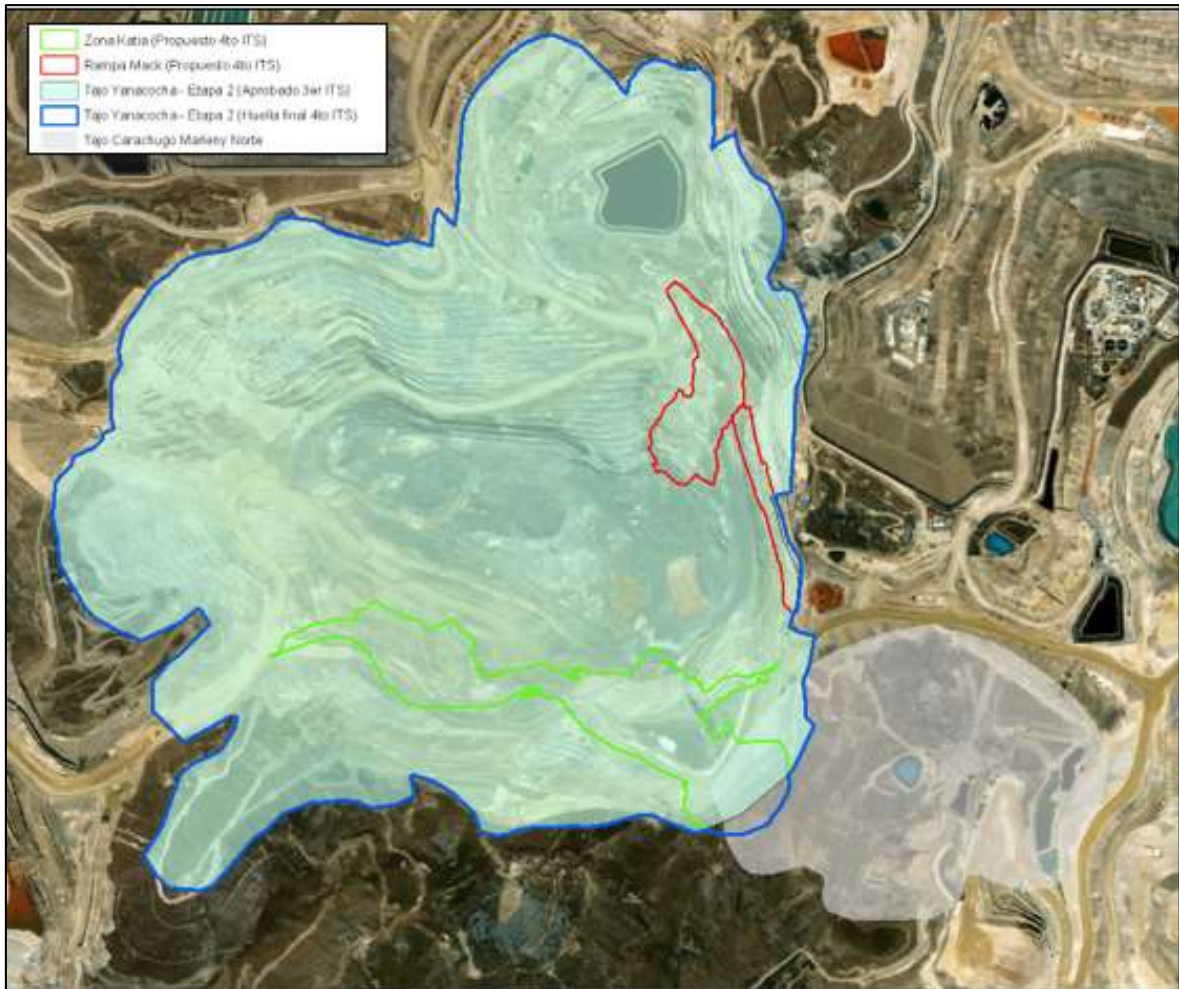 Zona Katia (Propuesto 4to ITS)
Rampa Mack (Propuesto 4to ITS)
Tajo Yanacocha - Etapa 2 (Aprobado 3er ITS)
Tajo Yanacocha - Etapa 2 (Huella final 4to ITS)
Tajo Carachugo Marleny Norte